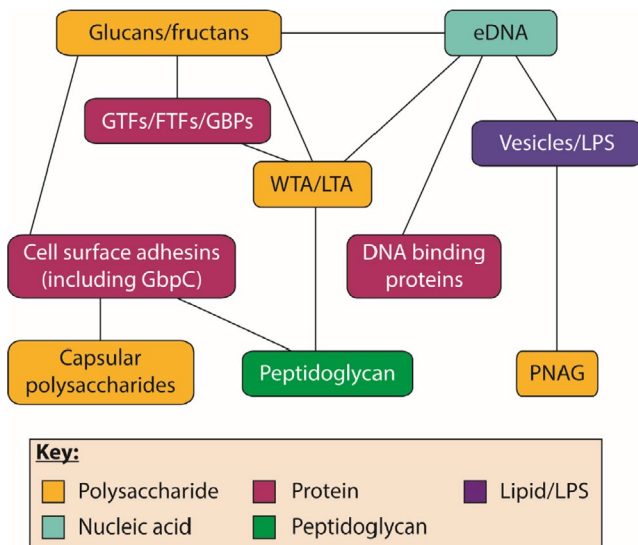 Glucans/fructans
eDNA
GTFs/FTFs/GBPs
Vesicles/LPS
WTA/LTA
Cell surface adhesins
(including GbpC)
DNA binding
proteins
Capsular
polysaccharides
Peptidoglycan
PNAG
Key:
Polysaccharide
Protein
Lipid/LPS
Nucleic acid
Peptidoglycan